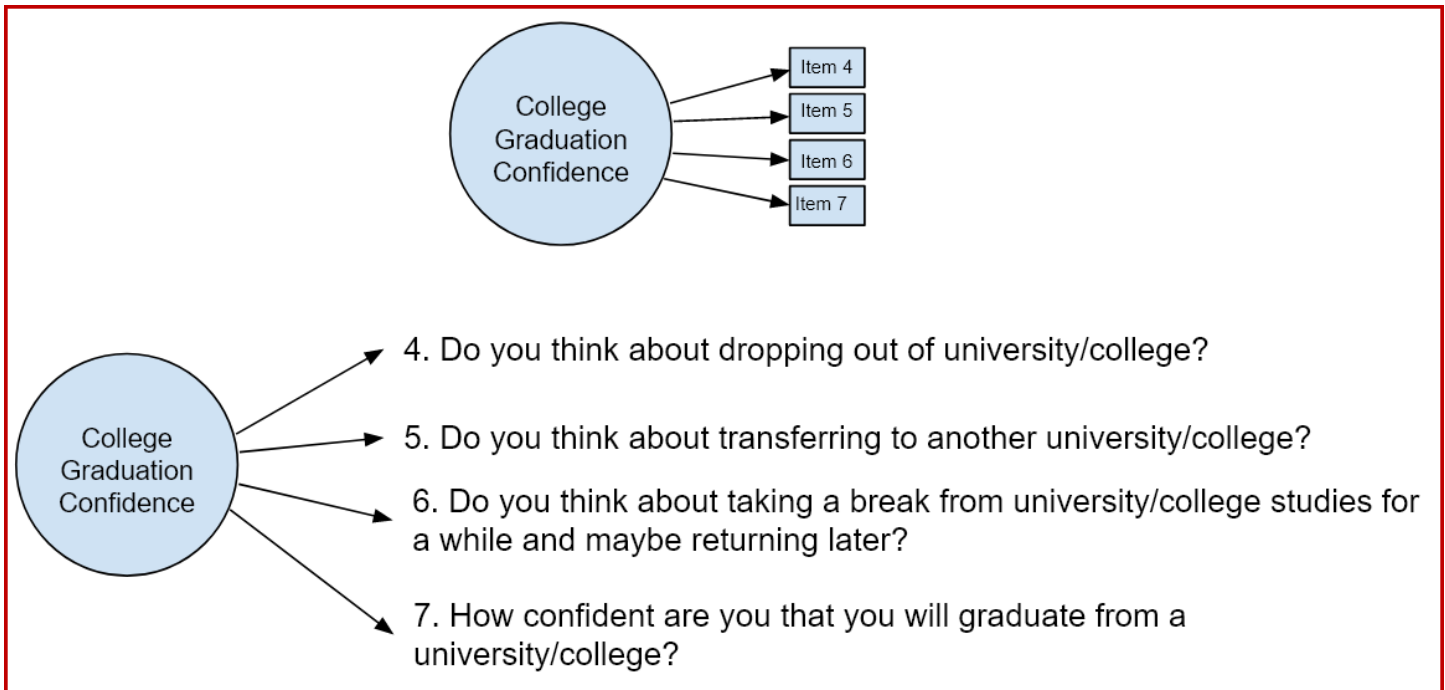 College
Graduation
Confidence
Item 4
Item 5
Item 6
Item 7
College
Graduation
Confidence
4. Do you think about dropping out of university/college?
5. Do you think about transferring to another university/college?
6. Do you think about taking a break from university/college studies for
a while and maybe returning later?
7. How confident are you that you will graduate from a
university/college?